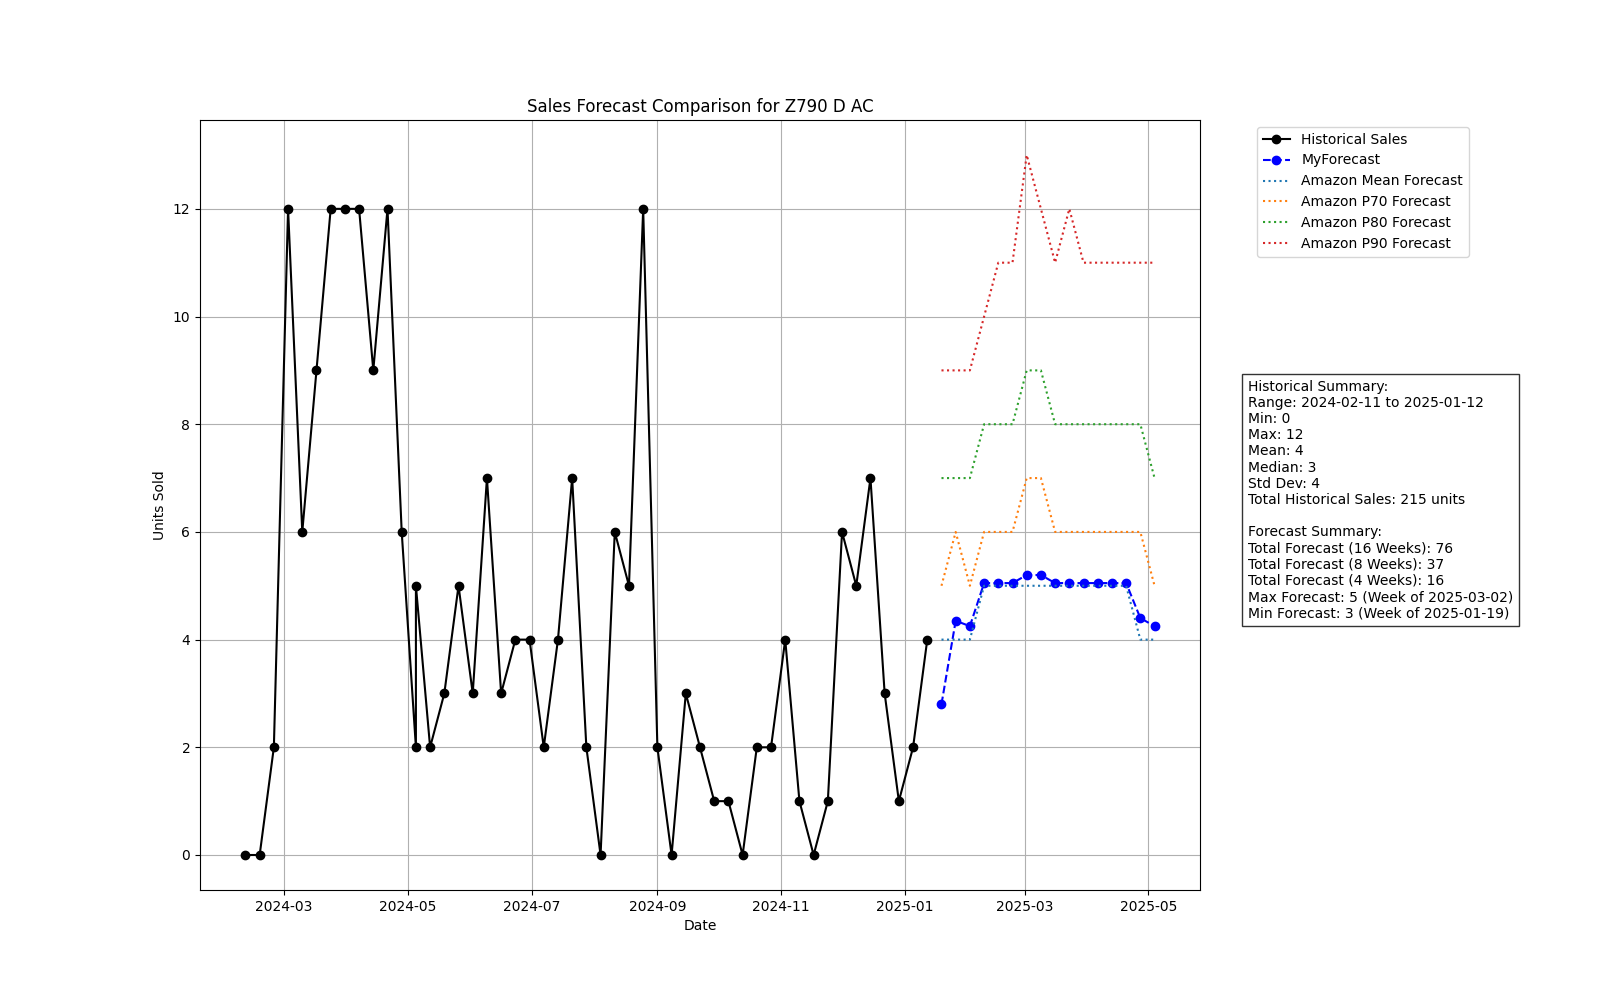 Sales Forecast Comparison for Z790 D AC
Units Sold
12
10
8
6
4
2
0
2024-03 2024-05 2024-07 2024-09 2024-11 2025-01 2025-03 2025-05
Date
Historical Sales
MyForecast
Amazon Mean Forecast
Amazon P70 Forecast
Amazon P80 Forecast
Amazon P90 Forecast
Historical Summary:
Range: 2024-02-11 to 2025-01-12
Min: 0
Max: 12
Mean: 4
Median: 3
Std Dev: 4
Total Historical Sales: 215 units
Forecast Summary:
Total Forecast (16 Weeks): 76
Total Forecast (8 Weeks): 37
Total Forecast (4 Weeks): 16
Max Forecast: 5 (Week of 2025-03-02)
Min Forecast: 3 (Week of 2025-01-19)